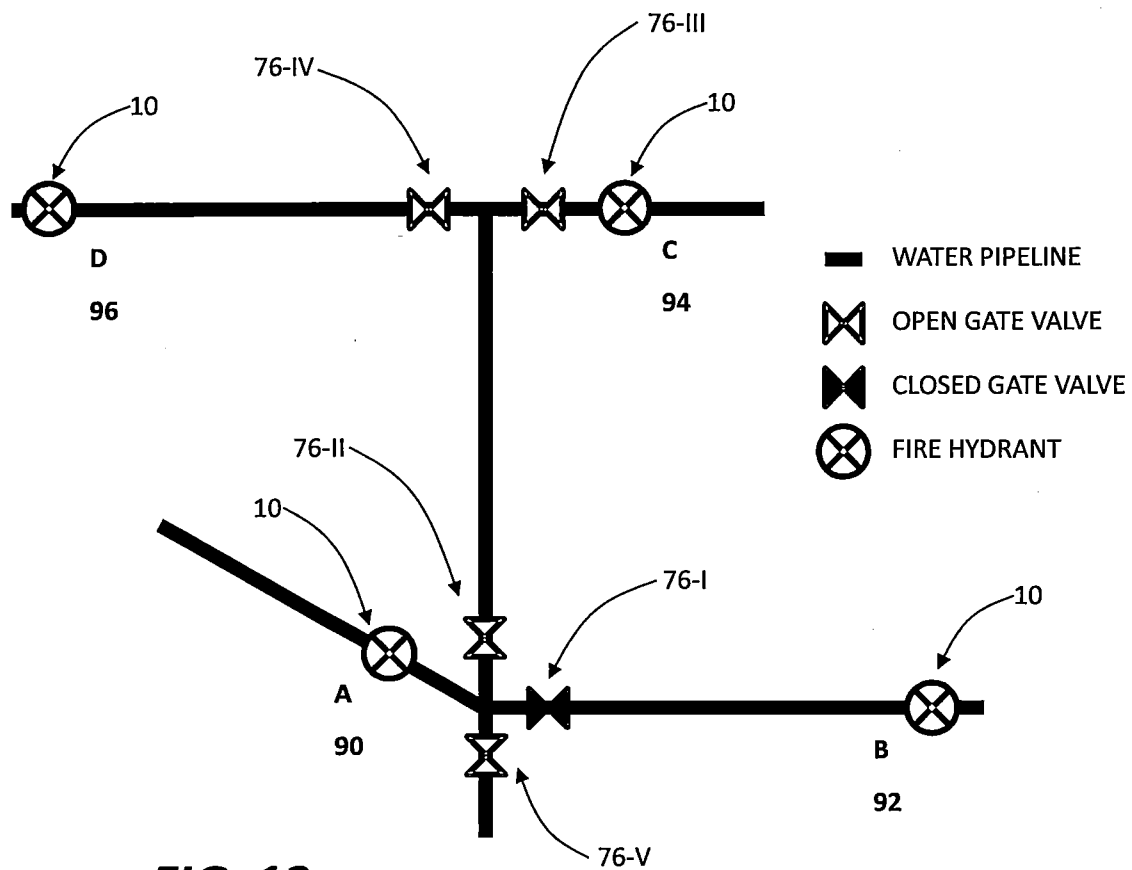 76-III
76-IV
10
10
D
C
96
94
WATER PIPELINE
OPEN GATE VALVE
CLOSED GATE VALVE
FIRE HYDRANT
76-II
10
76-I
10
A
90
B
92
76-V